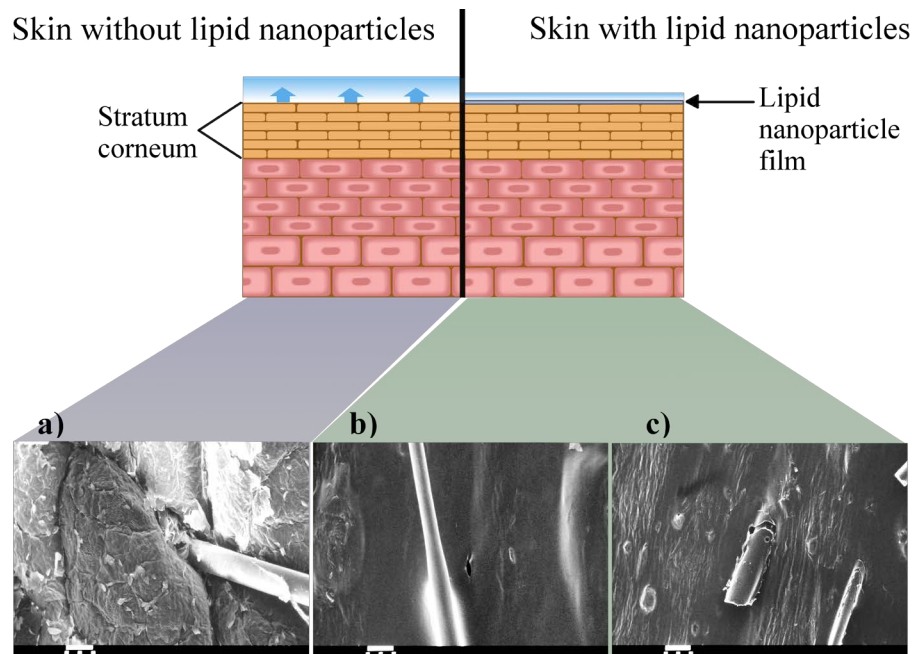 Skin without lipid nanoparticles
Skin with lipid nanoparticles
Stratum
corneum
Lipid
nanoparticle
film
a)
b)
c)